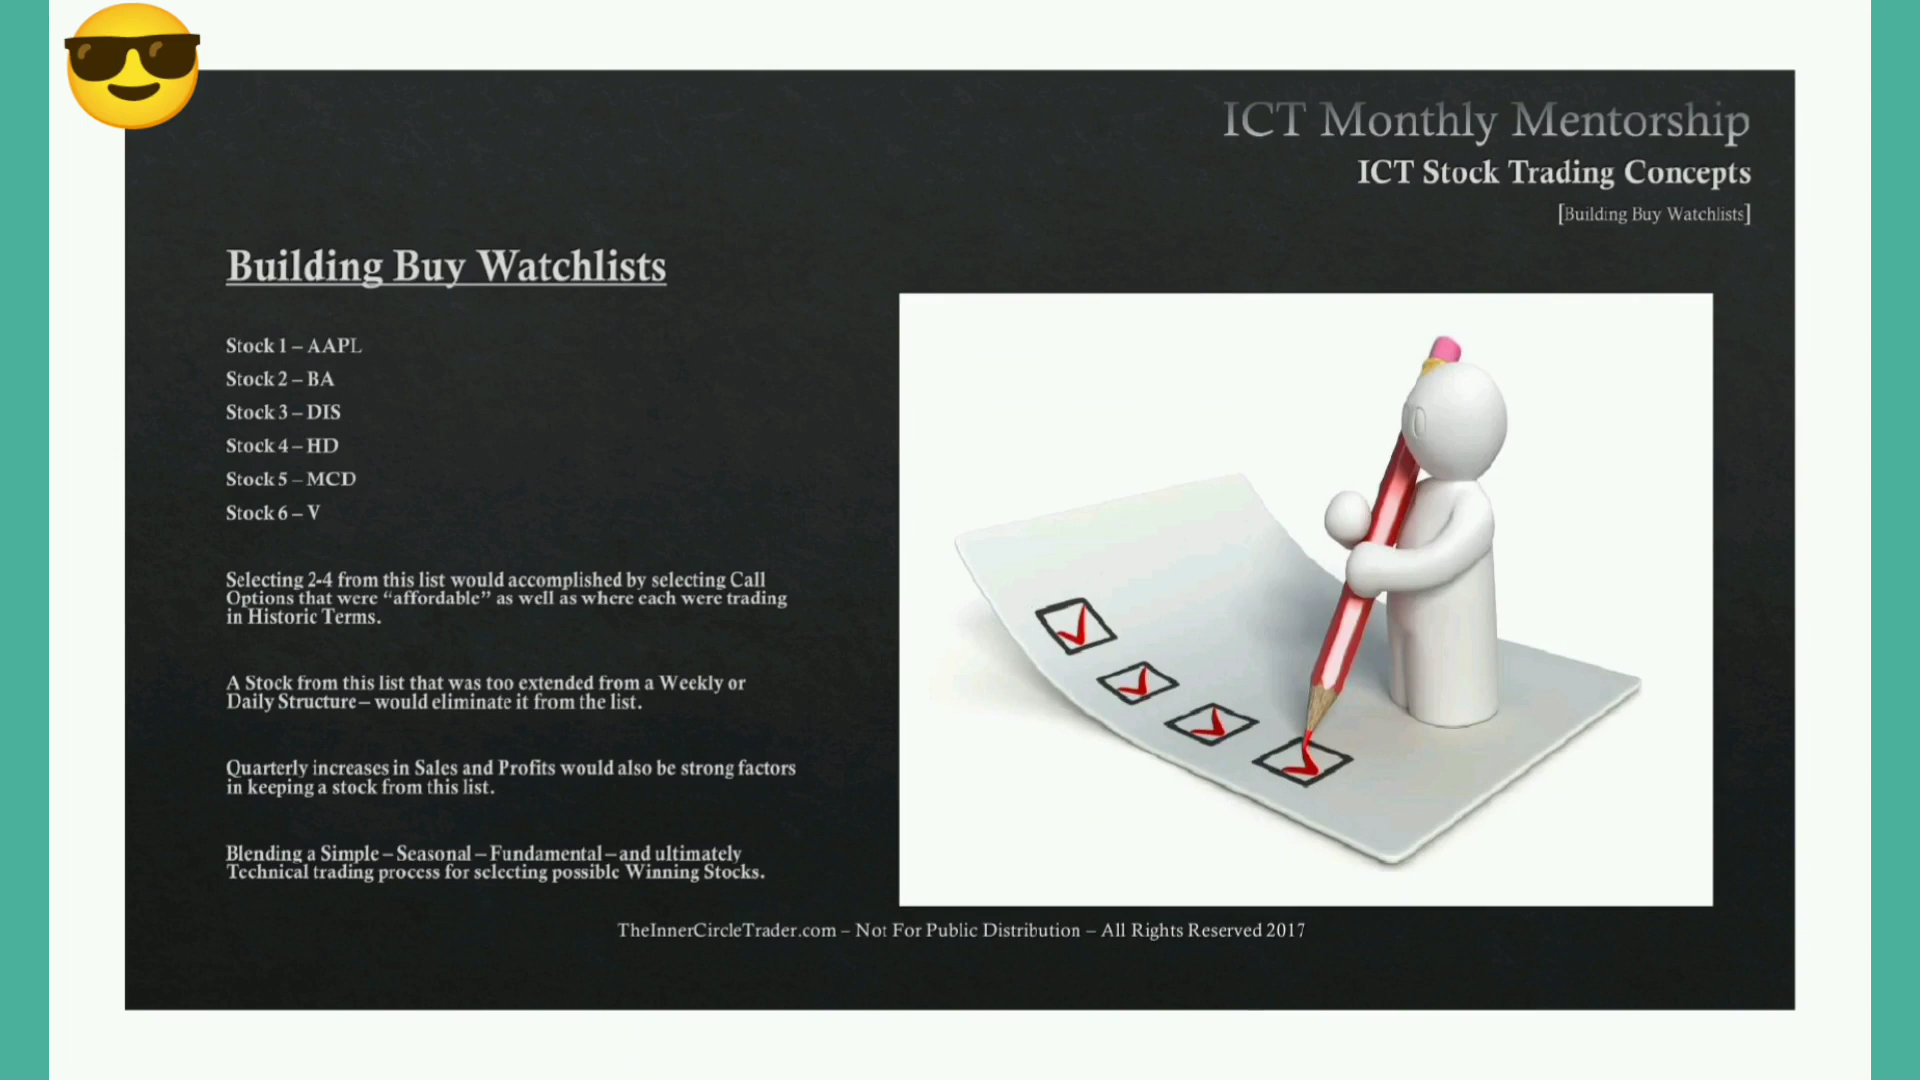 ICT Monthly Mentorship
ICT Stock Trading Concepts
[Building Buy Watchlists]
Building Buy Watchlists
Stock 1 – AAPL
Stock 2 – BA
Stock 3 – DIS
Stock 4 – HD
Stock 5 – MCD
Stock 6 – V
Selecting 2-4 from this list would accomplished by selecting Call
Options that were “affordable” as well as where each were trading
in Historic Terms.
A Stock from this list that was too extended from a Weekly or
Daily Structure – would eliminate it from the list.
Quarterly increases in Sales and Profits would also be strong factors
in keeping a stock from this list.
Blending a Simple – Seasonal – Fundamental – and ultimately
Technical trading process for selecting possible Winning Stocks.
TheInnerCircleTrader.com – Not For Public Distribution – All Rights Reserved 2017